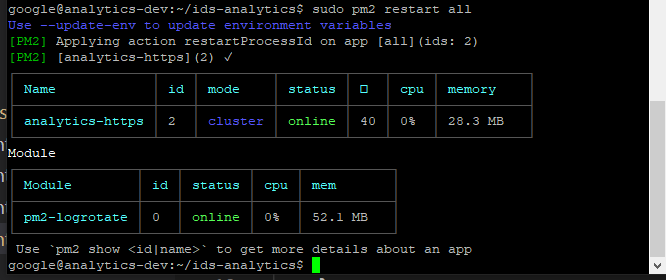 google@analytics-dev:~/ids-analytics$ sudo pm2 restart all
Use --update-env to update environment variables
[PM2] Applying action restartProcessId on app [all](ids: 2)
[PM2] [analytics-https](2) ✓
Name id mode status □ cpu memory
analytics-https 2 cluster online 40 0% 28.3 MB
Module
Module id status cpu mem
pm2-logrotate 0 online 0% 52.1 MB
Use `pm2 show <id|name>` to get more details about an app
google@analytics-dev:~/ids-analytics$